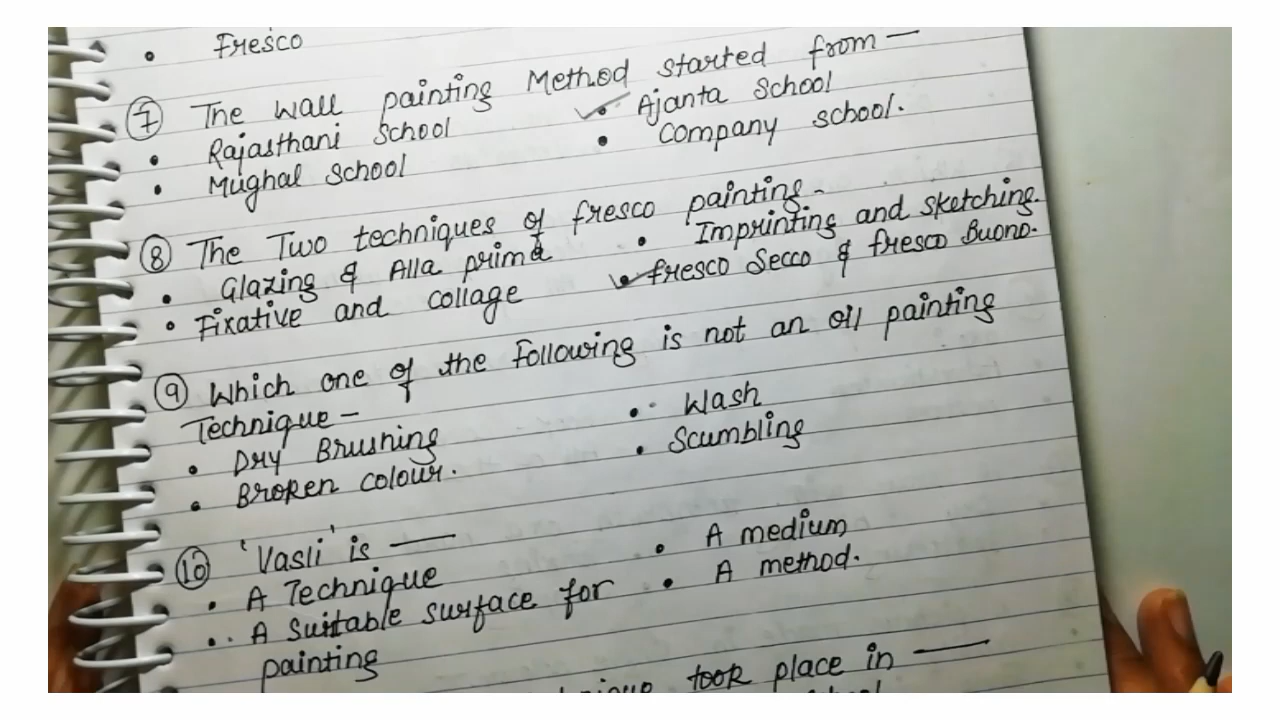 • Fresco
⑦ The Wall painting Method started from —
• Rajasthani School • Ajanta School
• Mughal School • Company school.
⑧ The Two techniques of fresco painting -
• Glazing & Alla prima • Imprinting and sketching.
• Fixative and collage • fresco Secco & fresco Buono.
⑨ Which one of the following is not an oil painting
Technique –
• Dry Brushing • Wash
• Broken colour. • Scumbling
⑩ 'Vasli' is —
• A Technique • A medium
• A Suitable surface for • A method.
painting
took place in —